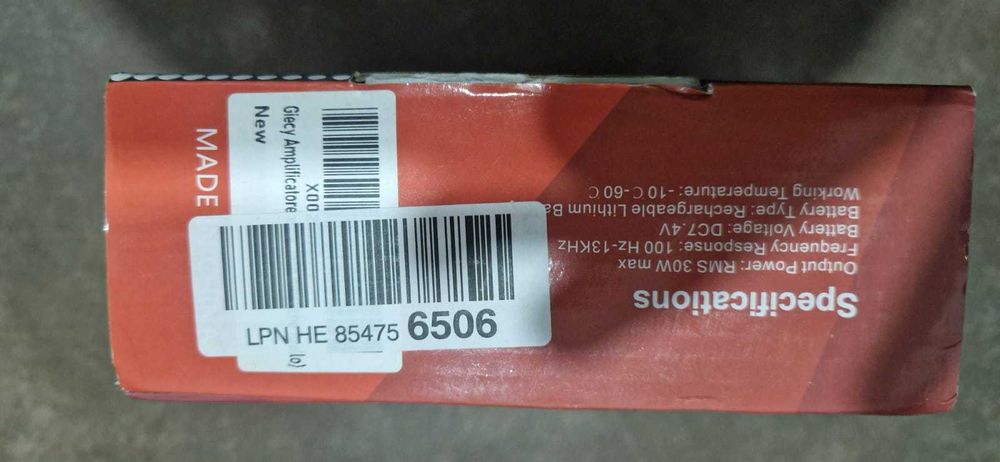 MADE
Giecy Amplificatore
New
X00
LPN HE 85475 6506
Specifications
Output Power: RMS 30W max
Frequency Response: 100 Hz-13KHz
Battery Voltage: DC7.4V
Battery Type: Rechargeable Lithium Ba
Working Temperature: -10 C-60 C